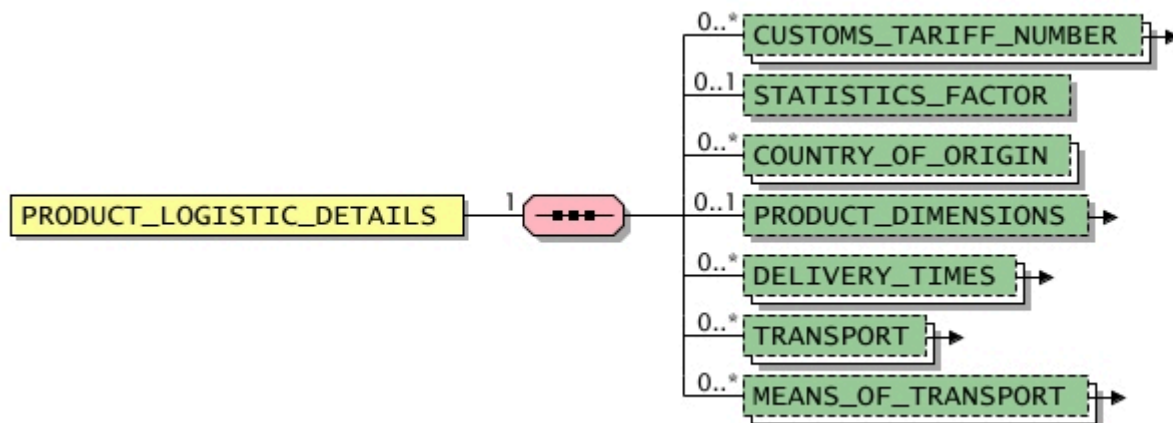 0..* CUSTOMS_TARIFF_NUMBER
0..1 STATISTICS_FACTOR
0..* COUNTRY_OF_ORIGIN
PRODUCT_LOGISTIC_DETAILS 1 0..1 PRODUCT_DIMENSIONS
0..* DELIVERY_TIMES
0..* TRANSPORT
0..* MEANS_OF_TRANSPORT